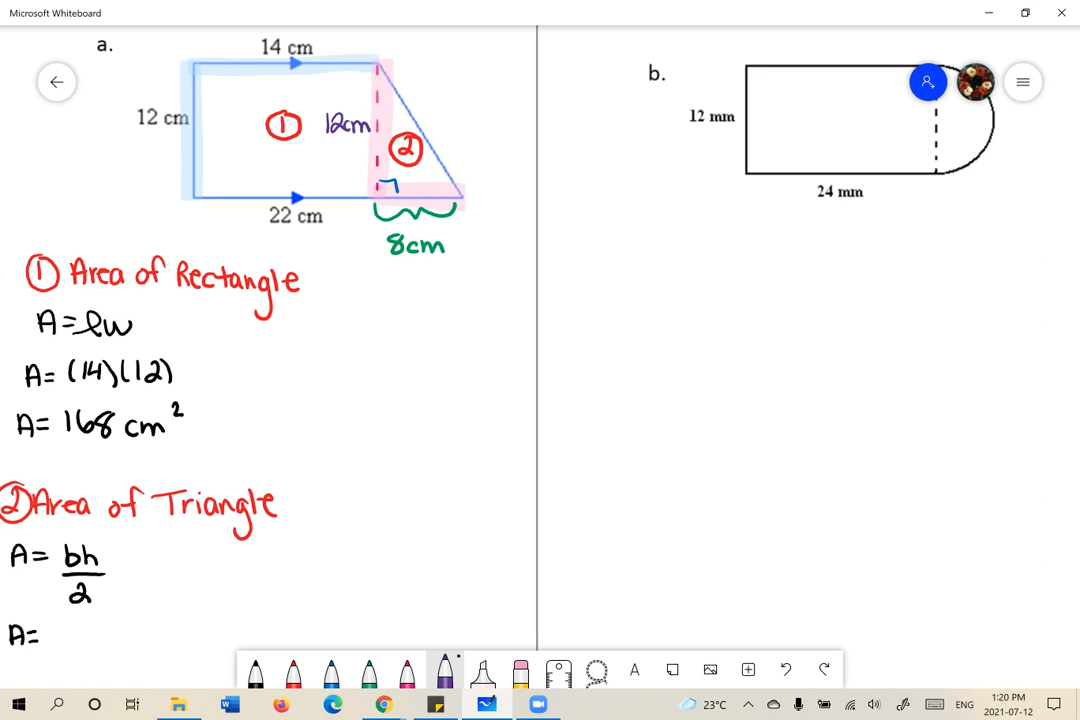 Microsoft Whiteboard
a.
14 cm
12 cm
① 12cm
②
22 cm
8cm
① Area of Rectangle
A = lw
A = (14)(12)
A = 168 cm²
② Area of Triangle
A = bh/2
A =
b.
12 mm
24 mm
A
W
23°C
ENG
1:20 PM
2021-07-12